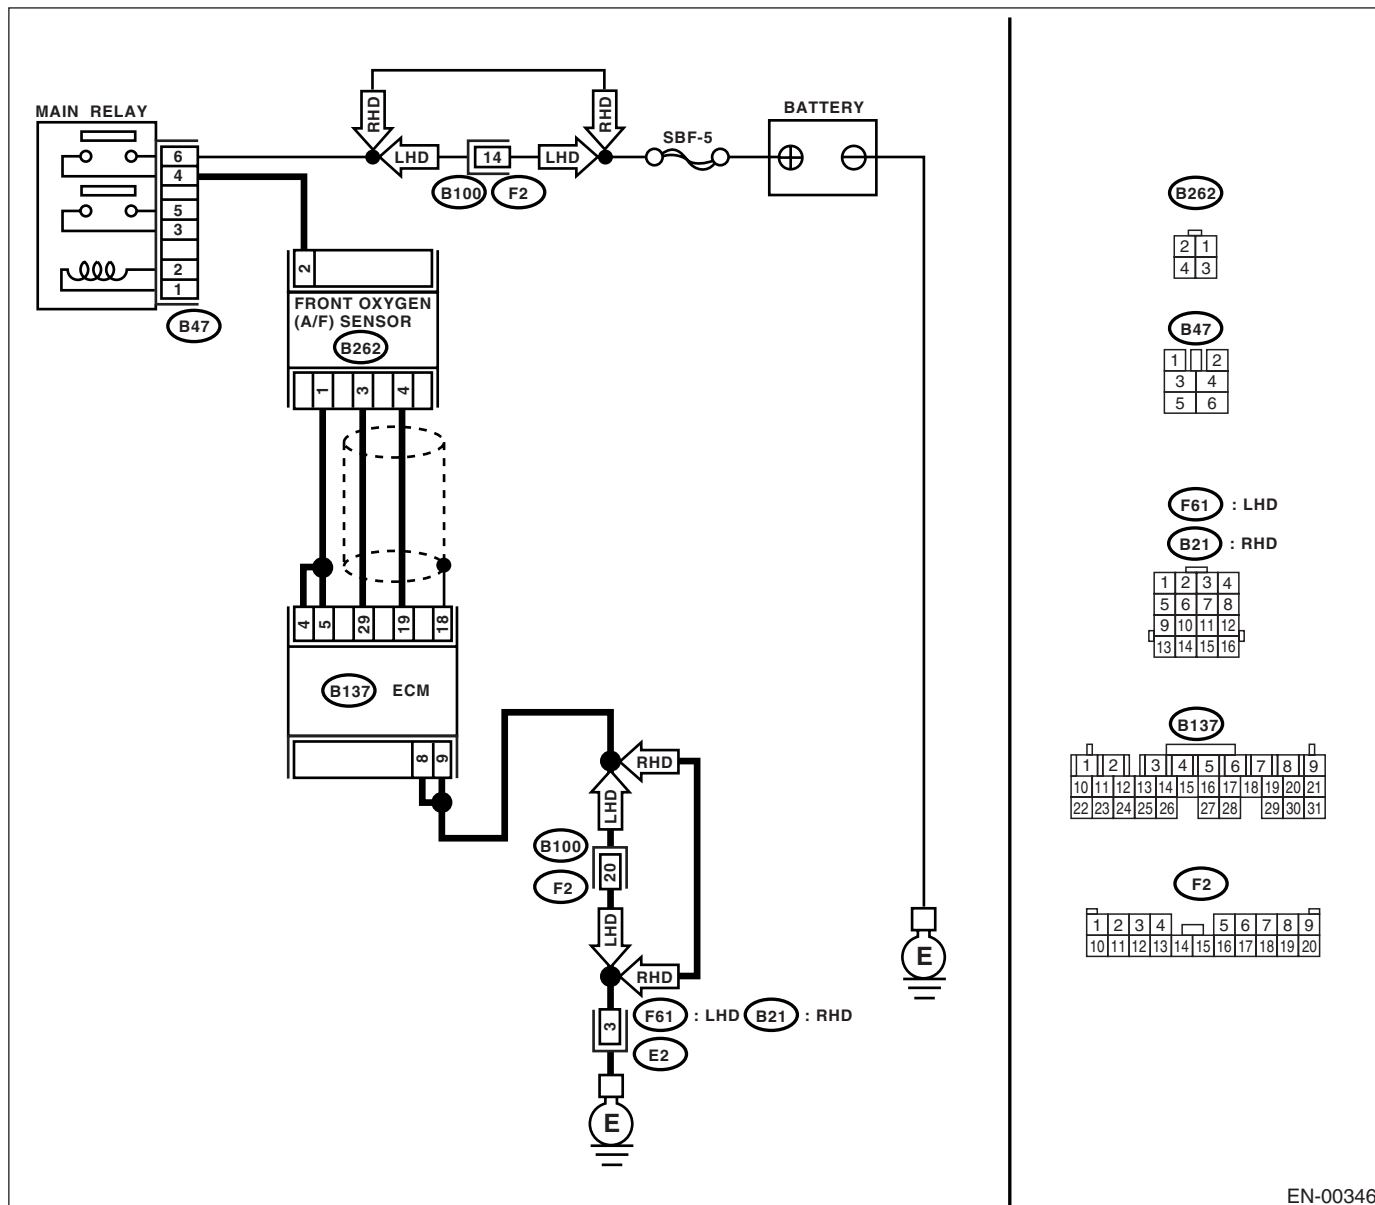 MAIN RELAY
6
4
5
3
2
1
B47
RHD
RHD
LHD
14
LHD
B100
F2
SBF-5
BATTERY
2
FRONT OXYGEN
(A/F) SENSOR
B262
1
3
4
4
5
29
19
18
B137
ECM
8
9
RHD
LHD
B100
20
F2
LHD
RHD
3
F61 : LHD B21 : RHD
E2
E
E
B262
2 1
4 3
B47
1 2
3 4
5 6
F61 : LHD
B21 : RHD
1 2 3 4
5 6 7 8
9 10 11 12
13 14 15 16
B137
1 2 3 4 5 6 7 8 9
10 11 12 13 14 15 16 17 18 19 20 21
22 23 24 25 26 27 28 29 30 31
F2
1 2 3 4 5 6 7 8 9
10 11 12 13 14 15 16 17 18 19 20
EN-00346